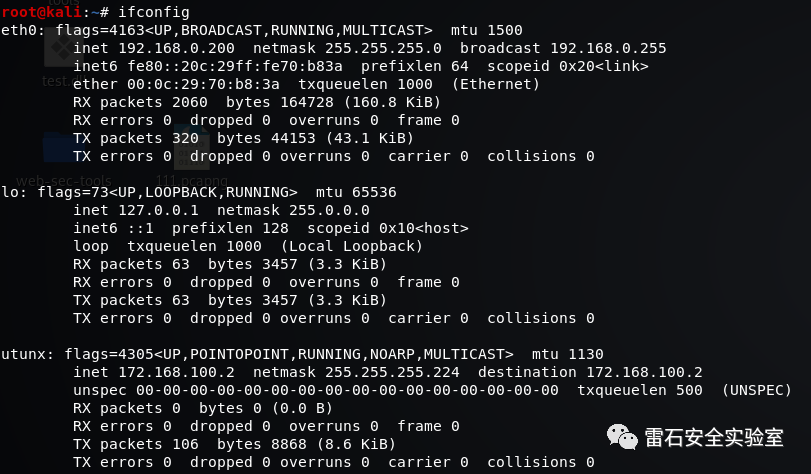 root@kali:~# ifconfig
eth0: flags=4163<UP,BROADCAST,RUNNING,MULTICAST>  mtu 1500
        inet 192.168.0.200  netmask 255.255.255.0  broadcast 192.168.0.255
        inet6 fe80::20c:29ff:fe70:b83a  prefixlen 64  scopeid 0x20<link>
        ether 00:0c:29:70:b8:3a  txqueuelen 1000  (Ethernet)
        RX packets 2060  bytes 164728 (160.8 KiB)
        RX errors 0  dropped 0  overruns 0  frame 0
        TX packets 320  bytes 44153 (43.1 KiB)
        TX errors 0  dropped 0 overruns 0  carrier 0  collisions 0
test.dl
web-sec-tools
111.pcapng
lo: flags=73<UP,LOOPBACK,RUNNING>  mtu 65536
        inet 127.0.0.1  netmask 255.0.0.0
        inet6 ::1  prefixlen 128  scopeid 0x10<host>
        loop  txqueuelen 1000  (Local Loopback)
        RX packets 63  bytes 3457 (3.3 KiB)
        RX errors 0  dropped 0  overruns 0  frame 0
        TX packets 63  bytes 3457 (3.3 KiB)
        TX errors 0  dropped 0 overruns 0  carrier 0  collisions 0
utunx: flags=4305<UP,POINTOPOINT,RUNNING,NOARP,MULTICAST>  mtu 1130
        inet 172.168.100.2  netmask 255.255.255.224  destination 172.168.100.2
        unspec 00-00-00-00-00-00-00-00-00-00-00-00-00-00-00-00  txqueuelen 500  (UNSPEC)
        RX packets 0  bytes 0 (0.0 B)
        RX errors 0  dropped 0  overruns 0  frame 0
        TX packets 106  bytes 8868 (8.6 KiB)
        TX errors 0  dropped 0 overruns 0  carrier 0  collisions 0
雷石安全实验室